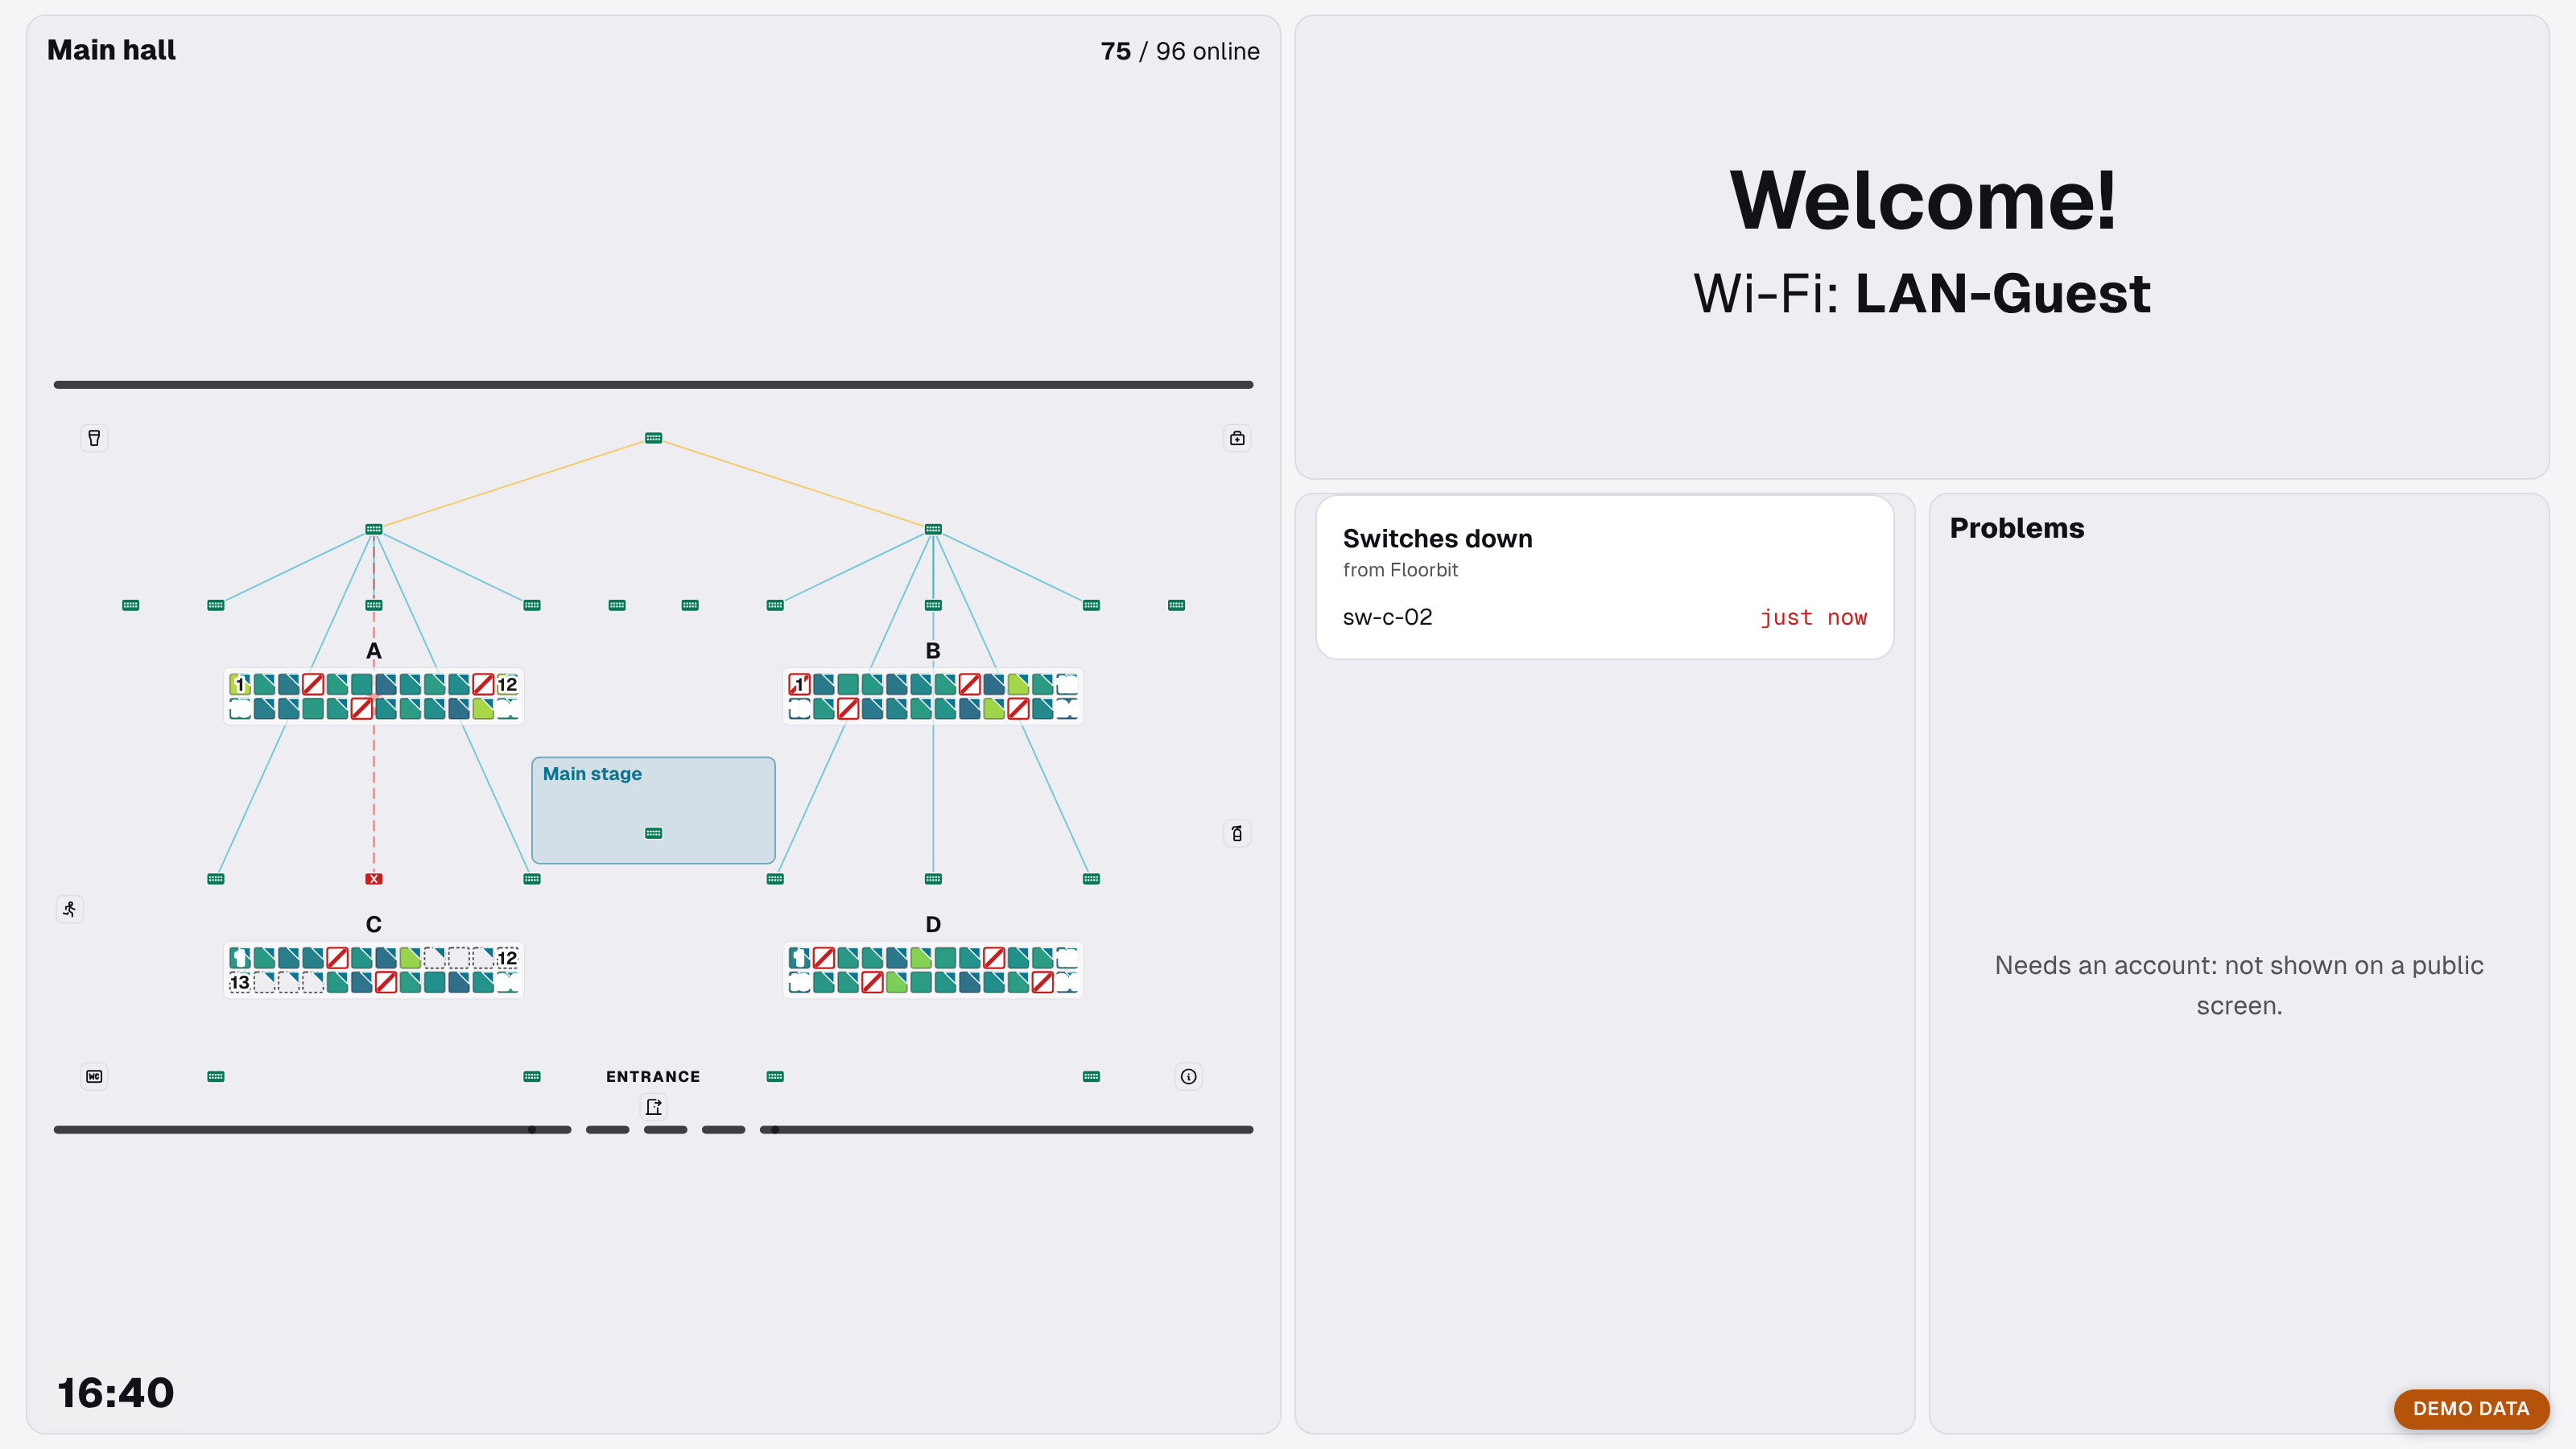 Main hall
75 / 96 online
Welcome!
Wi-Fi: LAN-Guest
Switches down
from Floorbit
sw-c-02 just now
Problems
Needs an account: not shown on a public
screen.
A
B
1 12
1
Main stage
C
D
12
13
WC
ENTRANCE
16:40
DEMO DATA